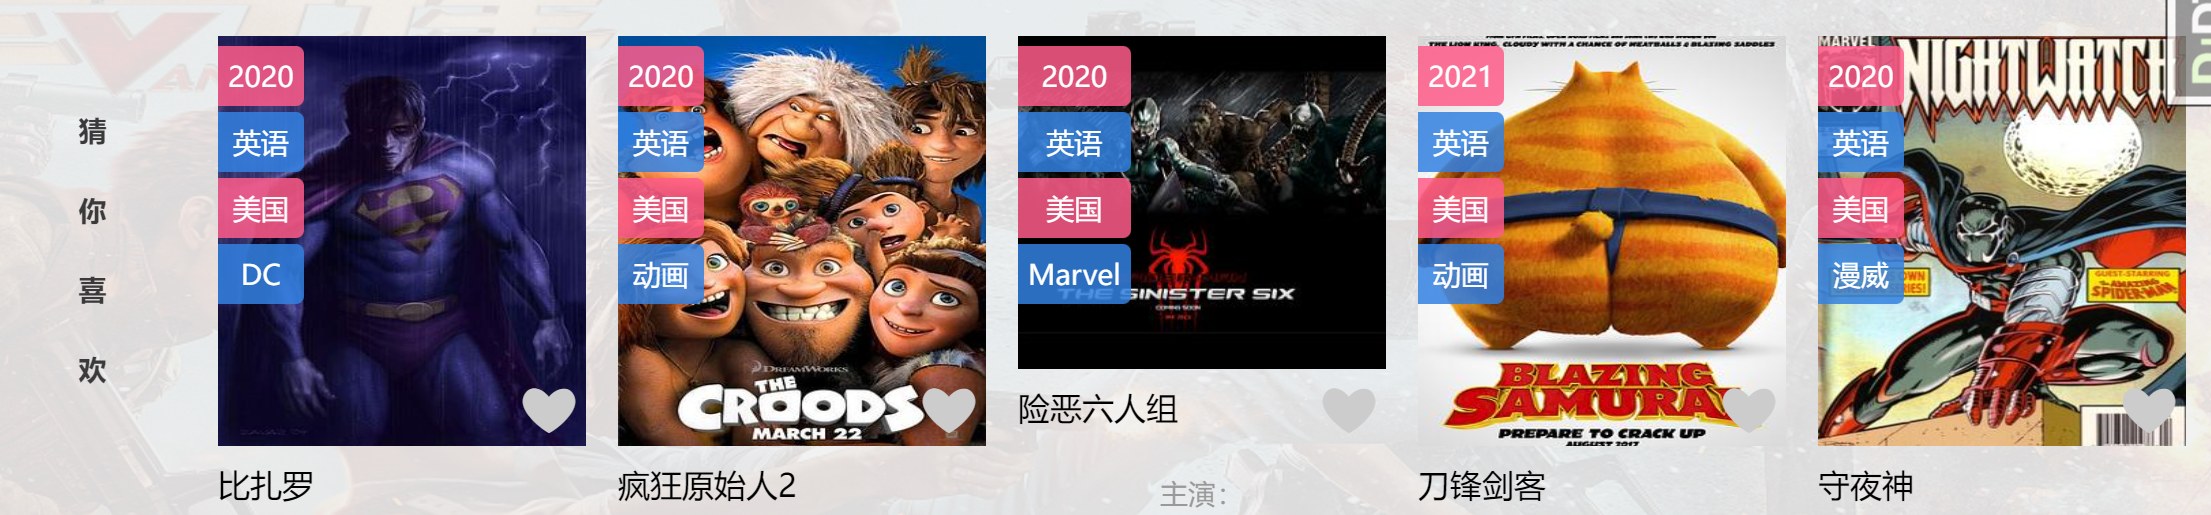 猜
你
喜
欢
2020
英语
美国
DC
比扎罗
2020
英语
美国
动画
DREAMWORKS
THE
CROODS
MARCH 22
疯狂原始人2
2020
英语
美国
Marvel
THE SINISTER SIX
COMING SOON
险恶六人组
主演：
THE LION KING, CLOUDY WITH A CHANCE OF MEATBALLS & BLAZING SADDLES
2021
英语
美国
动画
BLAZING
SAMURAI
PREPARE TO CRACK UP
AUGUST 2017
刀锋剑客
MARVEL
NIGHTWATCH
2020
英语
美国
漫威
GUEST-STARRING
THE AMAZING
SPIDER-MAN
守夜神